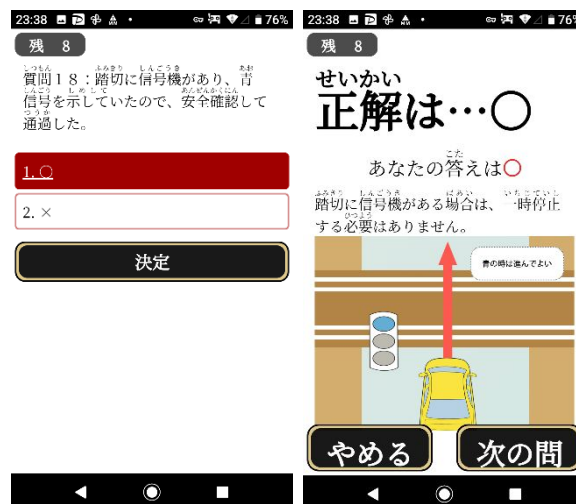 23:38
76%
残 8
質問18：踏切に信号機があり、青
信号を示していたので、安全確認して
通過した。
1. ○
2. ×
決定
23:38
76%
残 8
せいかい
正解は…○
あなたの答えは○
踏切に信号機がある場合は、一時停止
する必要はありません。
青の時は進んでよい
やめる
次の問